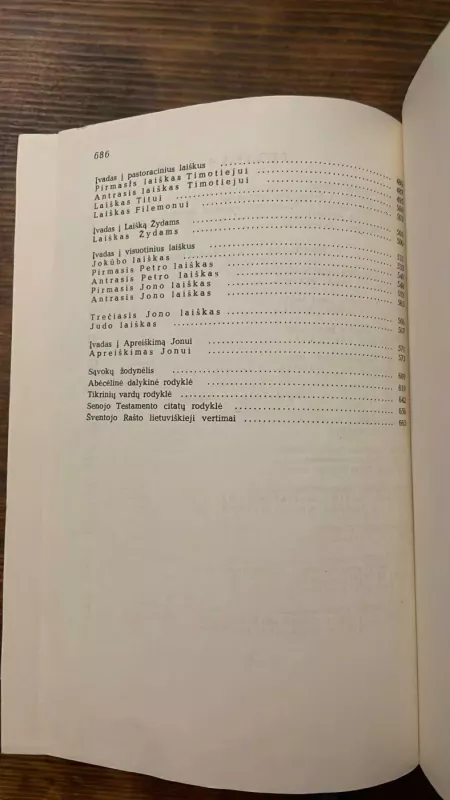 686
Įvadas į pastoracinius laiškus
Pirmasis laiškas Timotiejui
Antrasis laiškas Timotiejui
Laiškas Titui
Laiškas Filemonui
Įvadas į Laišką Žydams
Laiškas Žydams
Įvadas į visuotinius laiškus
Jokūbo laiškas
Pirmasis Petro laiškas
Antrasis Petro laiškas
Pirmasis Jono laiškas
Antrasis Jono laiškas
Trečiasis Jono laiškas
Judo laiškas
Įvadas į Apreiškimą Jonui
Apreiškimas Jonui
Sąvokų žodynėlis
Abėcėlinė dalykinė rodyklė
Tikrinių vardų rodyklė 642
Senojo Testamento citatų rodyklė 656
Šventojo Rašto lietuviškieji vertimai